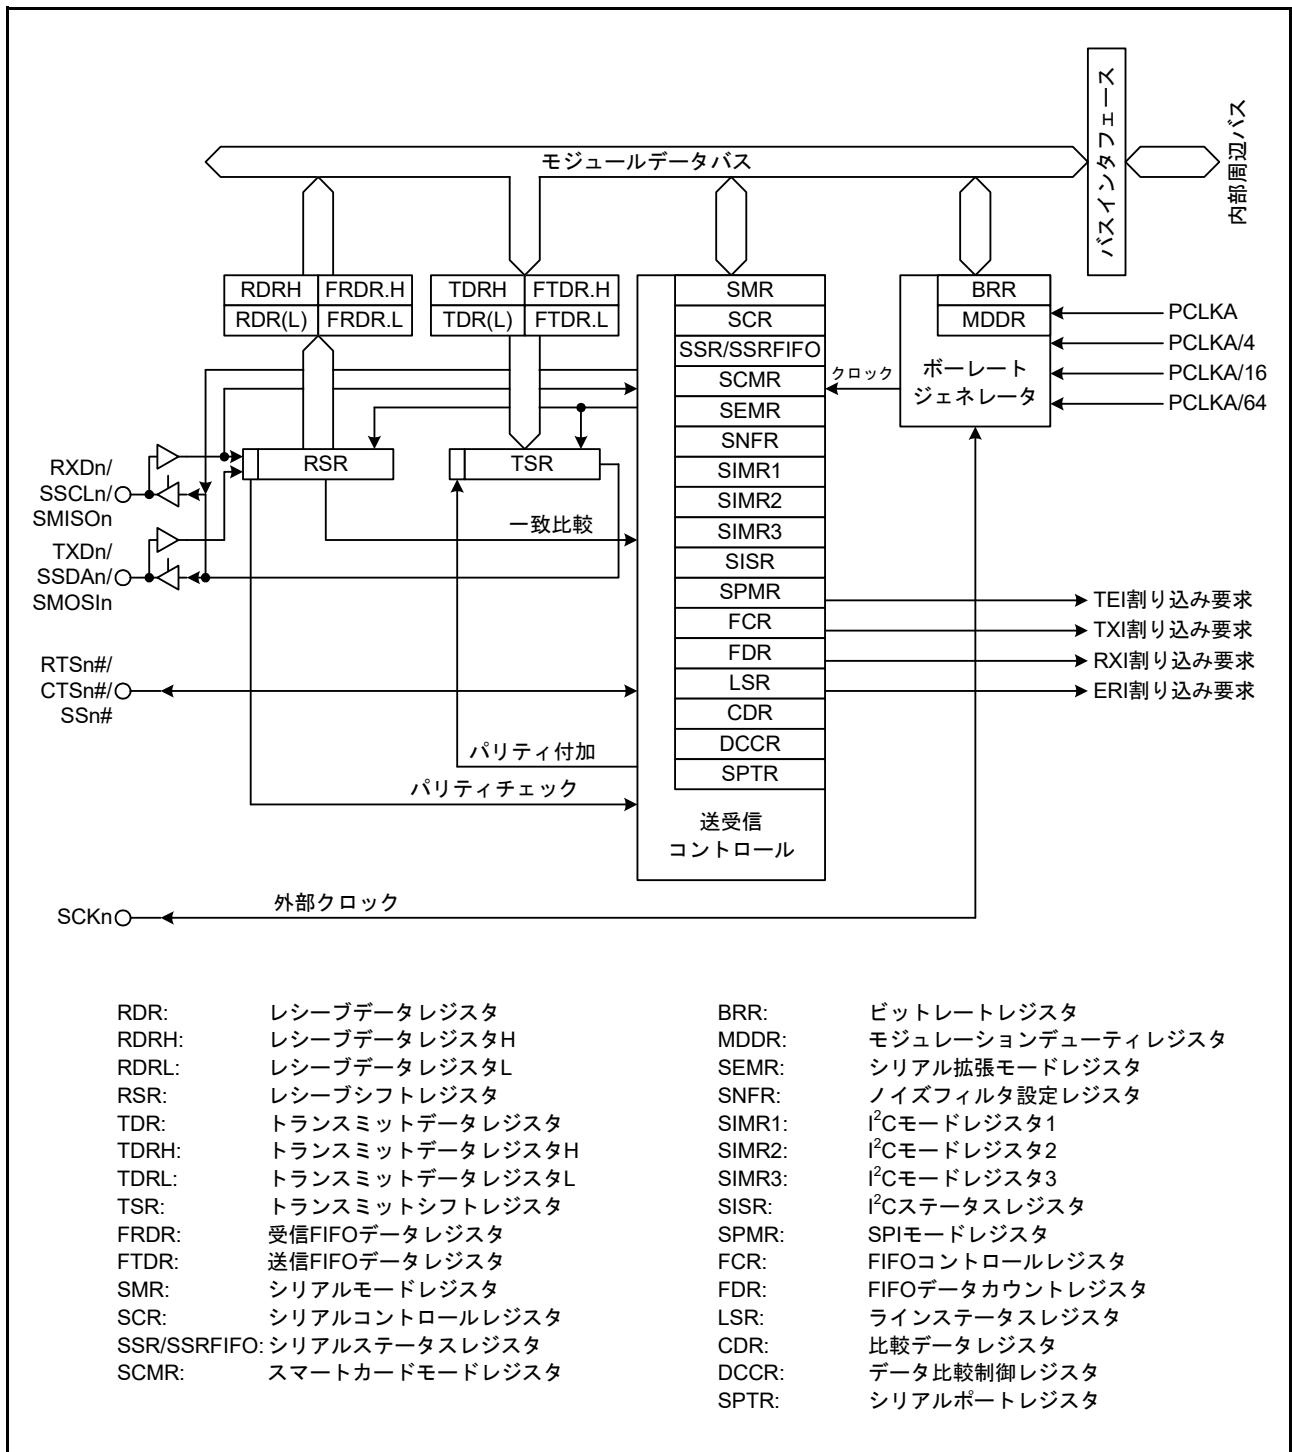 バスインタフェース
内部周辺バス
モジュールデータバス
RDRH FRDR.H
RDR(L) FRDR.L
TDRH FTDR.H
TDR(L) FTDR.L
SMR
SCR
SSR/SSRFIFO
SCMR
SEMR
SNFR
SIMR1
SIMR2
SIMR3
SISR
SPMR
FCR
FDR
LSR
CDR
DCCR
SPTR
送受信
コントロール
BRR
MDDR
ボーレート
ジェネレータ
クロック
PCLKA
PCLKA/4
PCLKA/16
PCLKA/64
RSR
TSR
RXDn/
SSCLn/
SMISOn
TXDn/
SSDAn/
SMOSIn
一致比較
RTSn#/
CTSn#/
SSn#
TEI割り込み要求
TXI割り込み要求
RXI割り込み要求
ERI割り込み要求
パリティ付加
パリティチェック
SCKn
外部クロック
RDR: レシーブデータレジスタ
RDRH: レシーブデータレジスタH
RDRL: レシーブデータレジスタL
RSR: レシーブシフトレジスタ
TDR: トランスミットデータレジスタ
TDRH: トランスミットデータレジスタH
TDRL: トランスミットデータレジスタL
TSR: トランスミットシフトレジスタ
FRDR: 受信FIFOデータレジスタ
FTDR: 送信FIFOデータレジスタ
SMR: シリアルモードレジスタ
SCR: シリアルコントロールレジスタ
SSR/SSRFIFO: シリアルステータスレジスタ
SCMR: スマートカードモードレジスタ
BRR: ビットレートレジスタ
MDDR: モジュレーションデューティレジスタ
SEMR: シリアル拡張モードレジスタ
SNFR: ノイズフィルタ設定レジスタ
SIMR1: I²Cモードレジスタ1
SIMR2: I²Cモードレジスタ2
SIMR3: I²Cモードレジスタ3
SISR: I²Cステータスレジスタ
SPMR: SPIモードレジスタ
FCR: FIFOコントロールレジスタ
FDR: FIFOデータカウントレジスタ
LSR: ラインステータスレジスタ
CDR: 比較データレジスタ
DCCR: データ比較制御レジスタ
SPTR: シリアルポートレジスタ